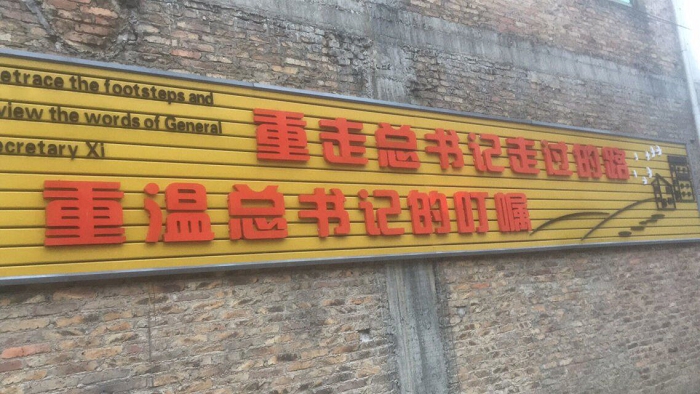 etrace the footsteps and
view the words of General
ecretary Xi
重走总书记走过的路
重温总书记的叮嘱